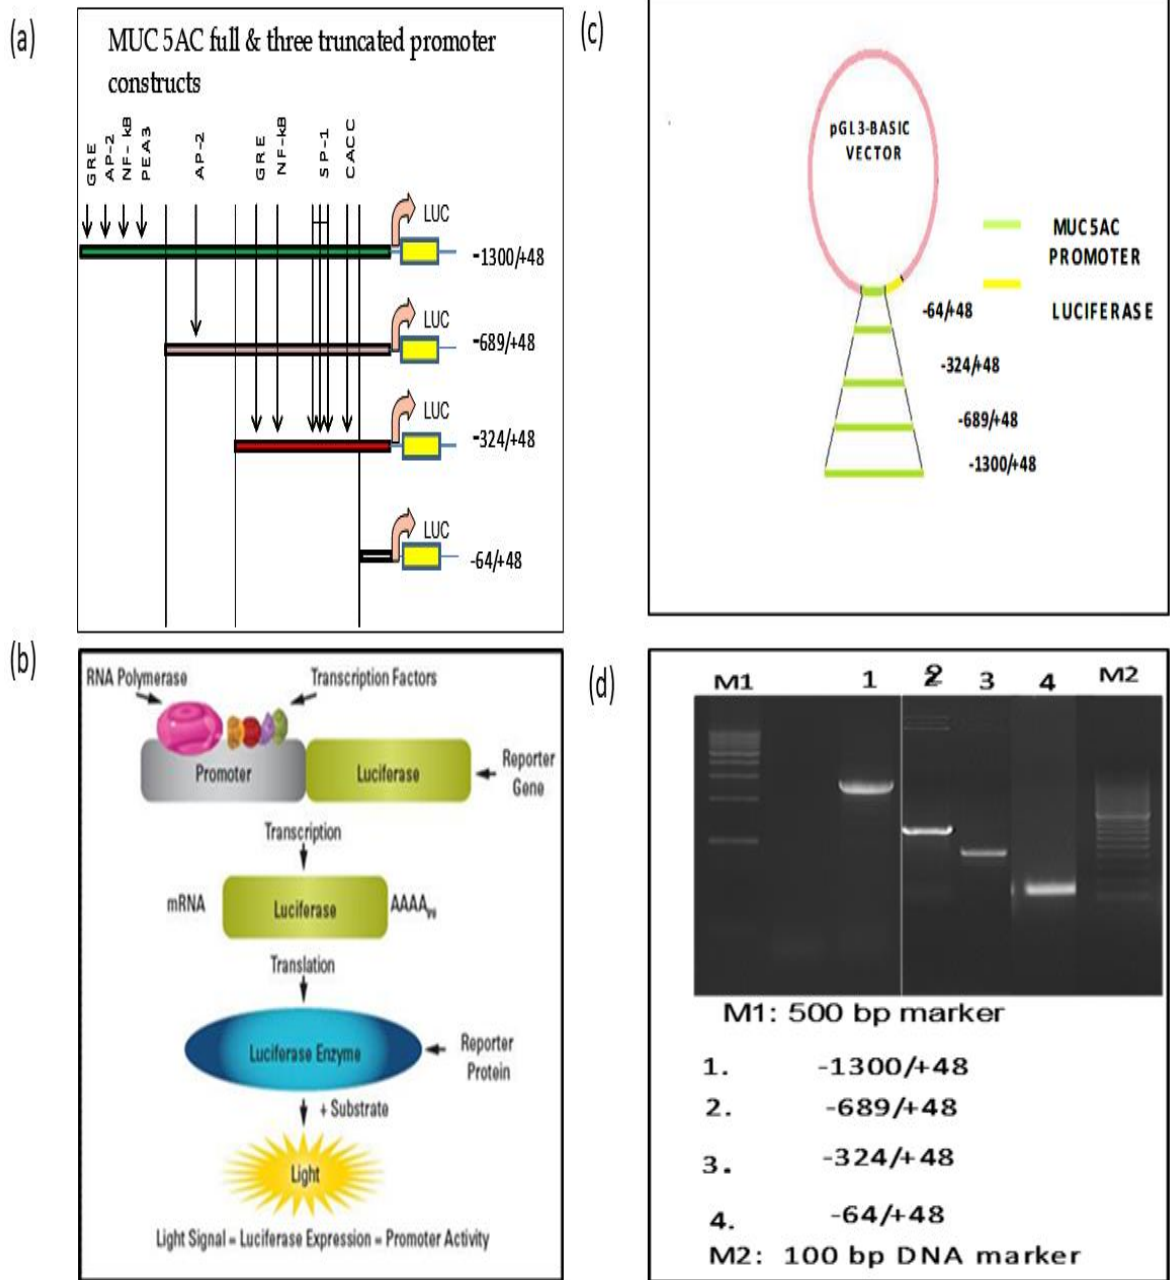 (a)
MUC 5AC full & three truncated promoter
constructs
GRE
AP-2
NF-kB
PEA3
AP-2
GRE
NF-kB
SP-1
CACC
LUC
-1300/+48
LUC
-689/+48
LUC
-324/+48
LUC
-64/+48
(b)
RNA Polymerase
Transcription Factors
Promoter
Luciferase
Reporter
Gene
Transcription
mRNA
Luciferase
AAAA
Translation
Luciferase Enzyme
Reporter
Protein
+ Substrate
Light
Light Signal = Luciferase Expression = Promoter Activity
(c)
pGL3-BASIC
VECTOR
MUC5AC
PROMOTER
LUCIFERASE
-64/+48
-324/+48
-689/+48
-1300/+48
(d)
M1 1 2 3 4 M2
M1: 500 bp marker
1. -1300/+48
2. -689/+48
3. -324/+48
4. -64/+48
M2: 100 bp DNA marker